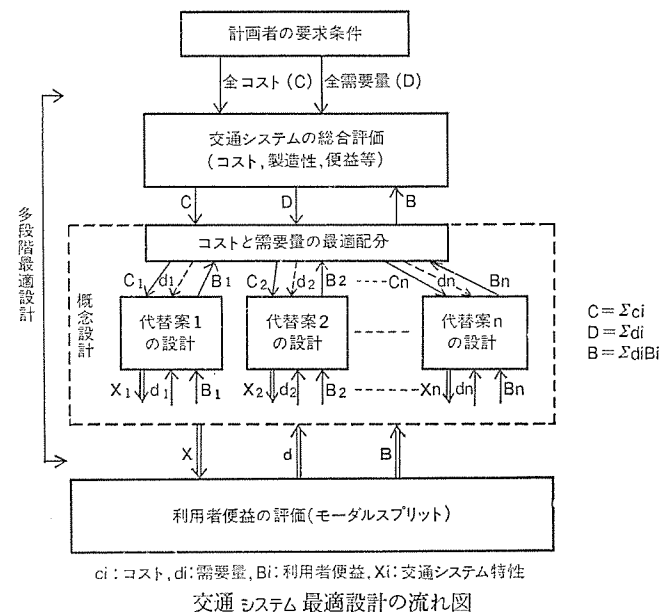 計画者の要求条件
全コスト(C) 全需要量(D)
交通システムの総合評価
(コスト,製造性,便益等)
C D B
コストと需要量の最適配分
C1 d1 B1 C2 d2 B2 -----Cn dn Bn
代替案1
の設計
代替案2
の設計
代替案n
の設計
X1 d1 B1 X2 d2 B2 ------Xn dn Bn
概念設計
多段階最適設計
C=Σci
D=Σdi
B=ΣdiBi
X d B
利用者便益の評価(モーダルスプリット)
ci:コスト,di:需要量,Bi:利用者便益,Xi:交通システム特性
交通システム最適設計の流れ図